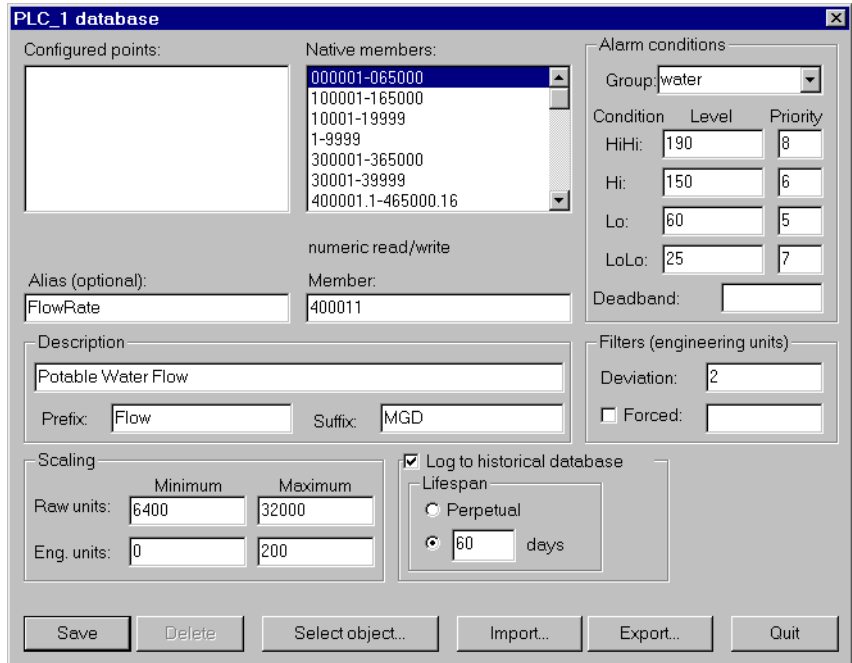 PLC_1 database
Configured points:
Native members:
000001-065000
100001-165000
10001-19999
1-9999
300001-365000
30001-39999
400001.1-465000.16
numeric read/write
Alias (optional):
FlowRate
Member:
400011
Alarm conditions
Group: water
Condition Level Priority
HiHi: 190 8
Hi: 150 6
Lo: 60 5
LoLo: 25 7
Deadband:
Description
Potable Water Flow
Prefix: Flow Suffix: MGD
Filters (engineering units)
Deviation: 2
Forced:
Scaling
Minimum Maximum
Raw units: 6400 32000
Eng. units: 0 200
Log to historical database
Lifespan
Perpetual
60 days
Save Delete Select object... Import... Export... Quit